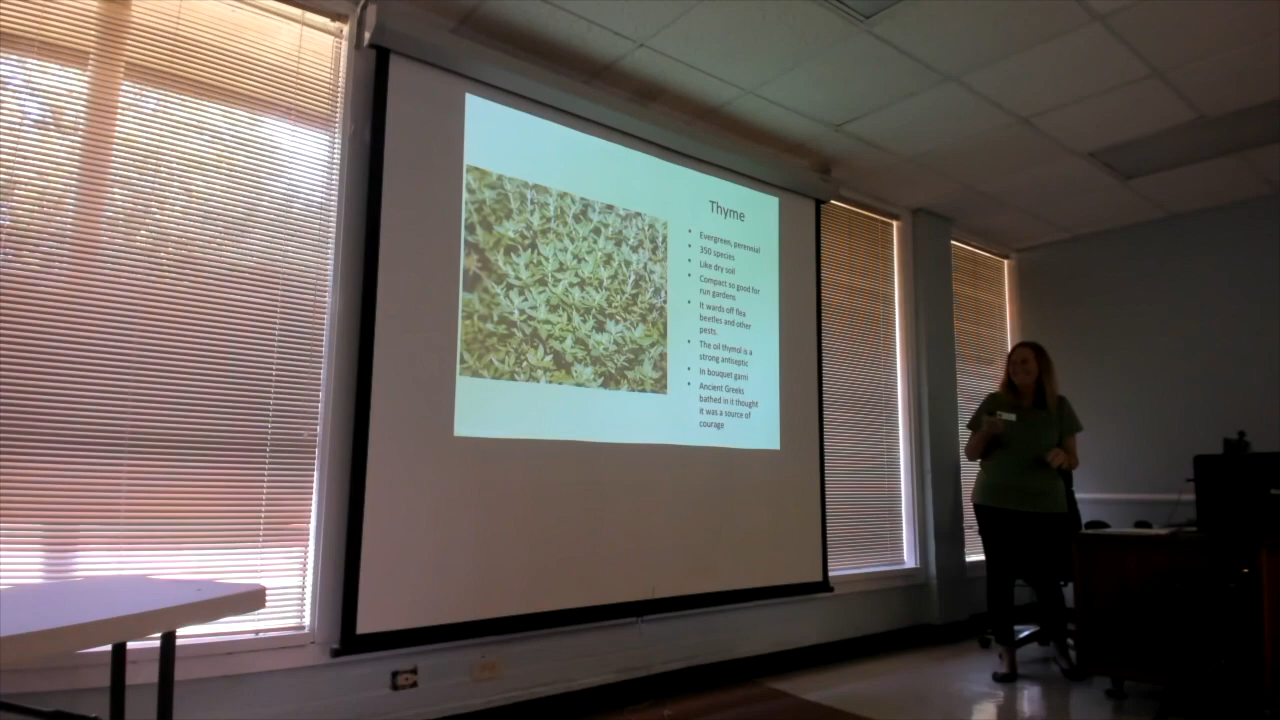 Thyme
• Evergreen, perennial
• 350 species
• Like dry soil
• Compact so good for
run gardens
• It wards off flea
beetles and other
pests.
• The oil thymol is a
strong antiseptic
• In bouquet garni
• Ancient Greeks
bathed in it thought
it was a source of
courage